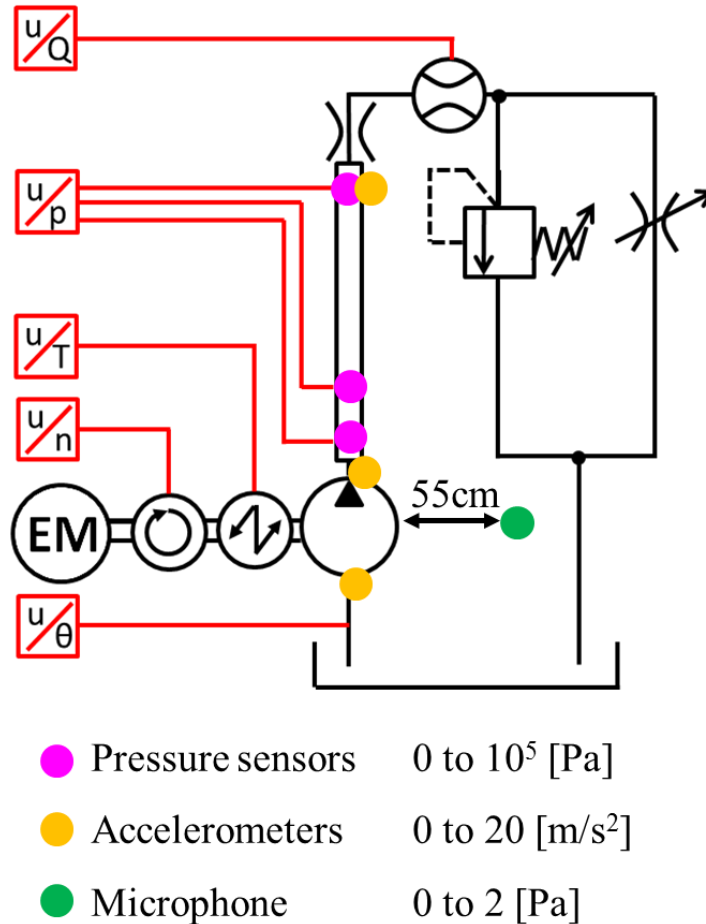 u/Q
u/p
u/T
u/n
EM
55cm
u/θ
Pressure sensors 0 to 10⁵ [Pa]
Accelerometers 0 to 20 [m/s²]
Microphone 0 to 2 [Pa]